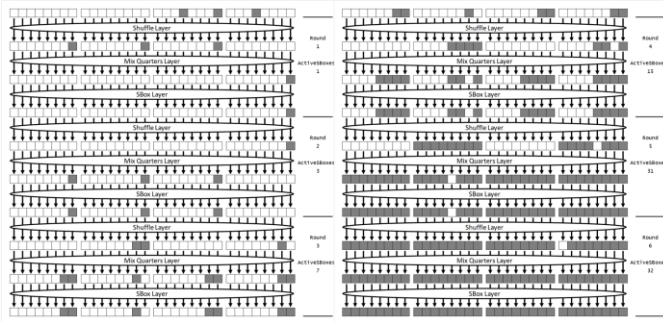 Shuffle Layer
Round
1
Mix Quarters Layer
ActiveSBoxes
1
SBox Layer
Shuffle Layer
Round
2
Mix Quarters Layer
ActiveSBoxes
3
SBox Layer
Shuffle Layer
Round
3
Mix Quarters Layer
ActiveSBoxes
7
SBox Layer
Shuffle Layer
Round
4
Mix Quarters Layer
ActiveSBoxes
15
SBox Layer
Shuffle Layer
Round
5
Mix Quarters Layer
ActiveSBoxes
31
SBox Layer
Shuffle Layer
Round
6
Mix Quarters Layer
ActiveSBoxes
32
SBox Layer